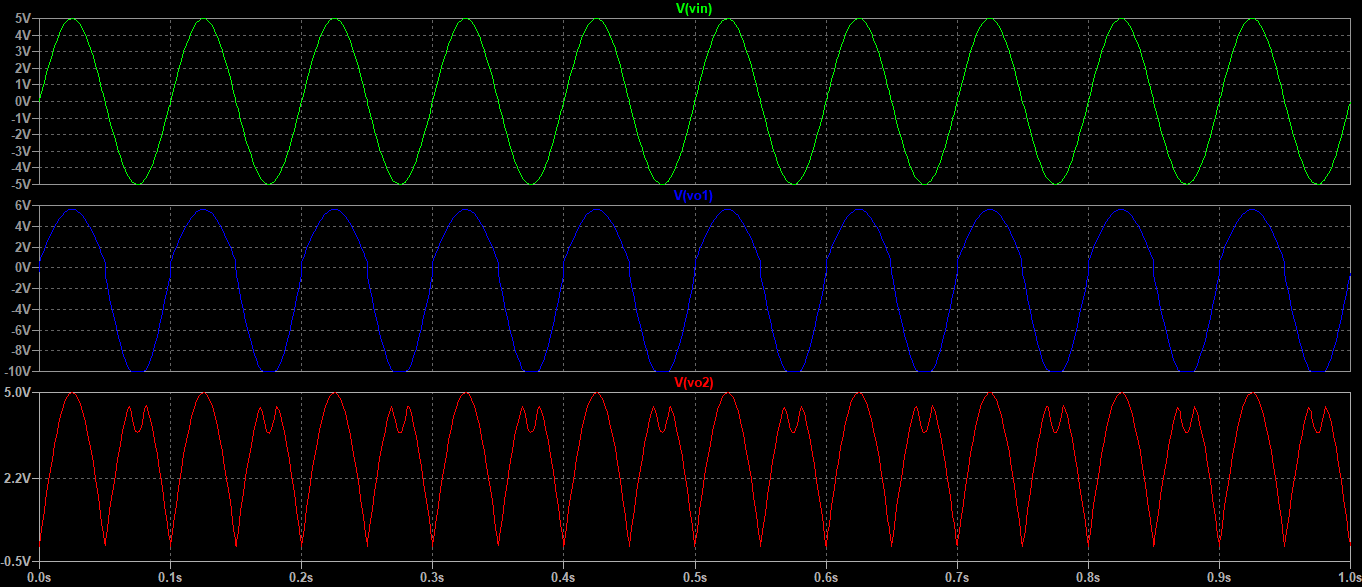 V(vin)
5V
4V
3V
2V
1V
0V
-1V
-2V
-3V
-4V
-5V
V(vo1)
6V
4V
2V
0V
-2V
-4V
-6V
-8V
-10V
V(vo2)
5.0V
2.2V
-0.5V
0.0s 0.1s 0.2s 0.3s 0.4s 0.5s 0.6s 0.7s 0.8s 0.9s 1.0s